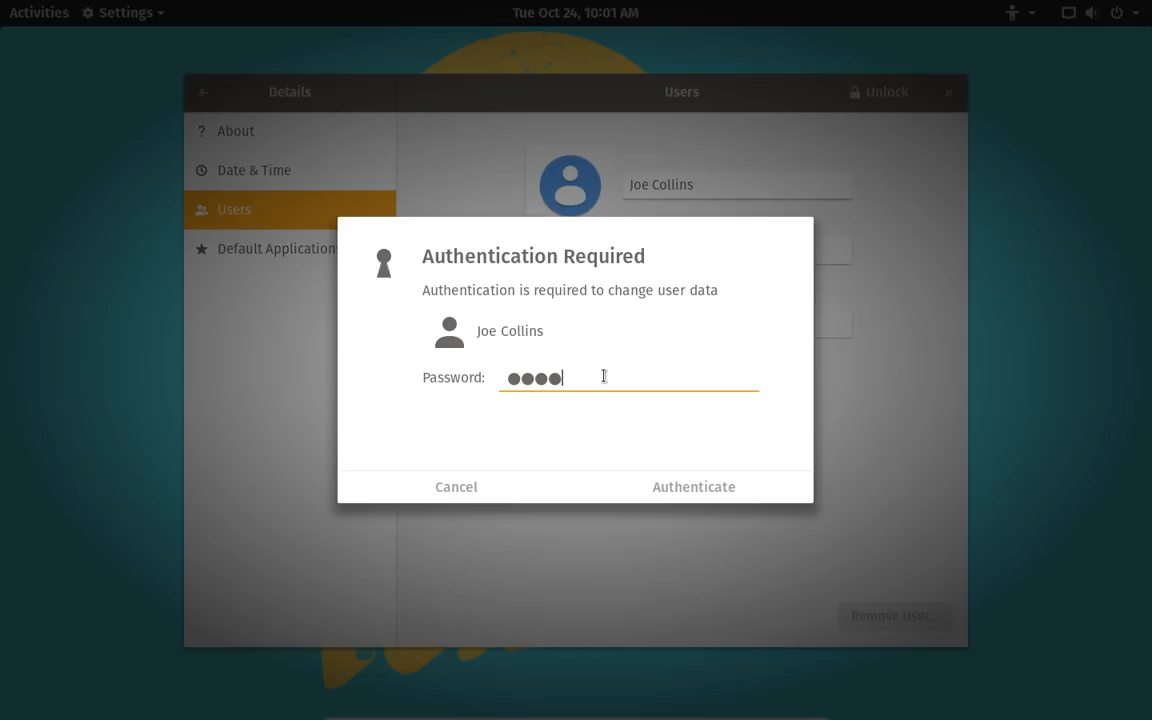 Activities Settings Tue Oct 24, 10:01 AM
Details Users Unlock
? About
Date & Time
Users
Default Application
Joe Collins
Authentication Required
Authentication is required to change user data
Joe Collins
Password: ●●●●
Cancel Authenticate
Remove User...